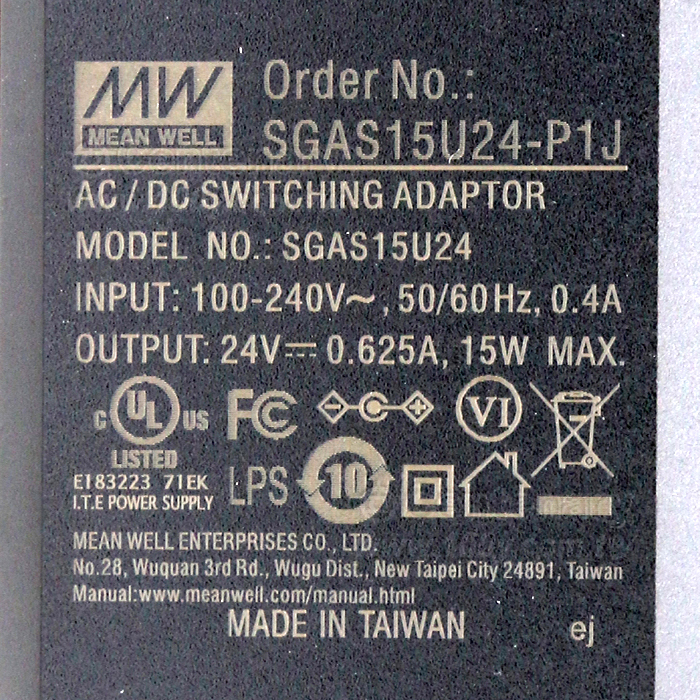 MW
MEAN WELL
Order No.:
SGAS15U24-P1J
AC / DC SWITCHING ADAPTOR
MODEL NO.: SGAS15U24
INPUT: 100-240V~, 50/60Hz, 0.4A
OUTPUT: 24V⎓ 0.625A, 15W MAX.
C UL US FC VI
LISTED
E183223 71EK
I.T.E POWER SUPPLY
LPS 10
MEAN WELL ENTERPRISES CO., LTD.
No.28, Wuquan 3rd Rd., Wugu Dist., New Taipei City 24891, Taiwan
Manual:www.meanwell.com/manual.html
MADE IN TAIWAN ej